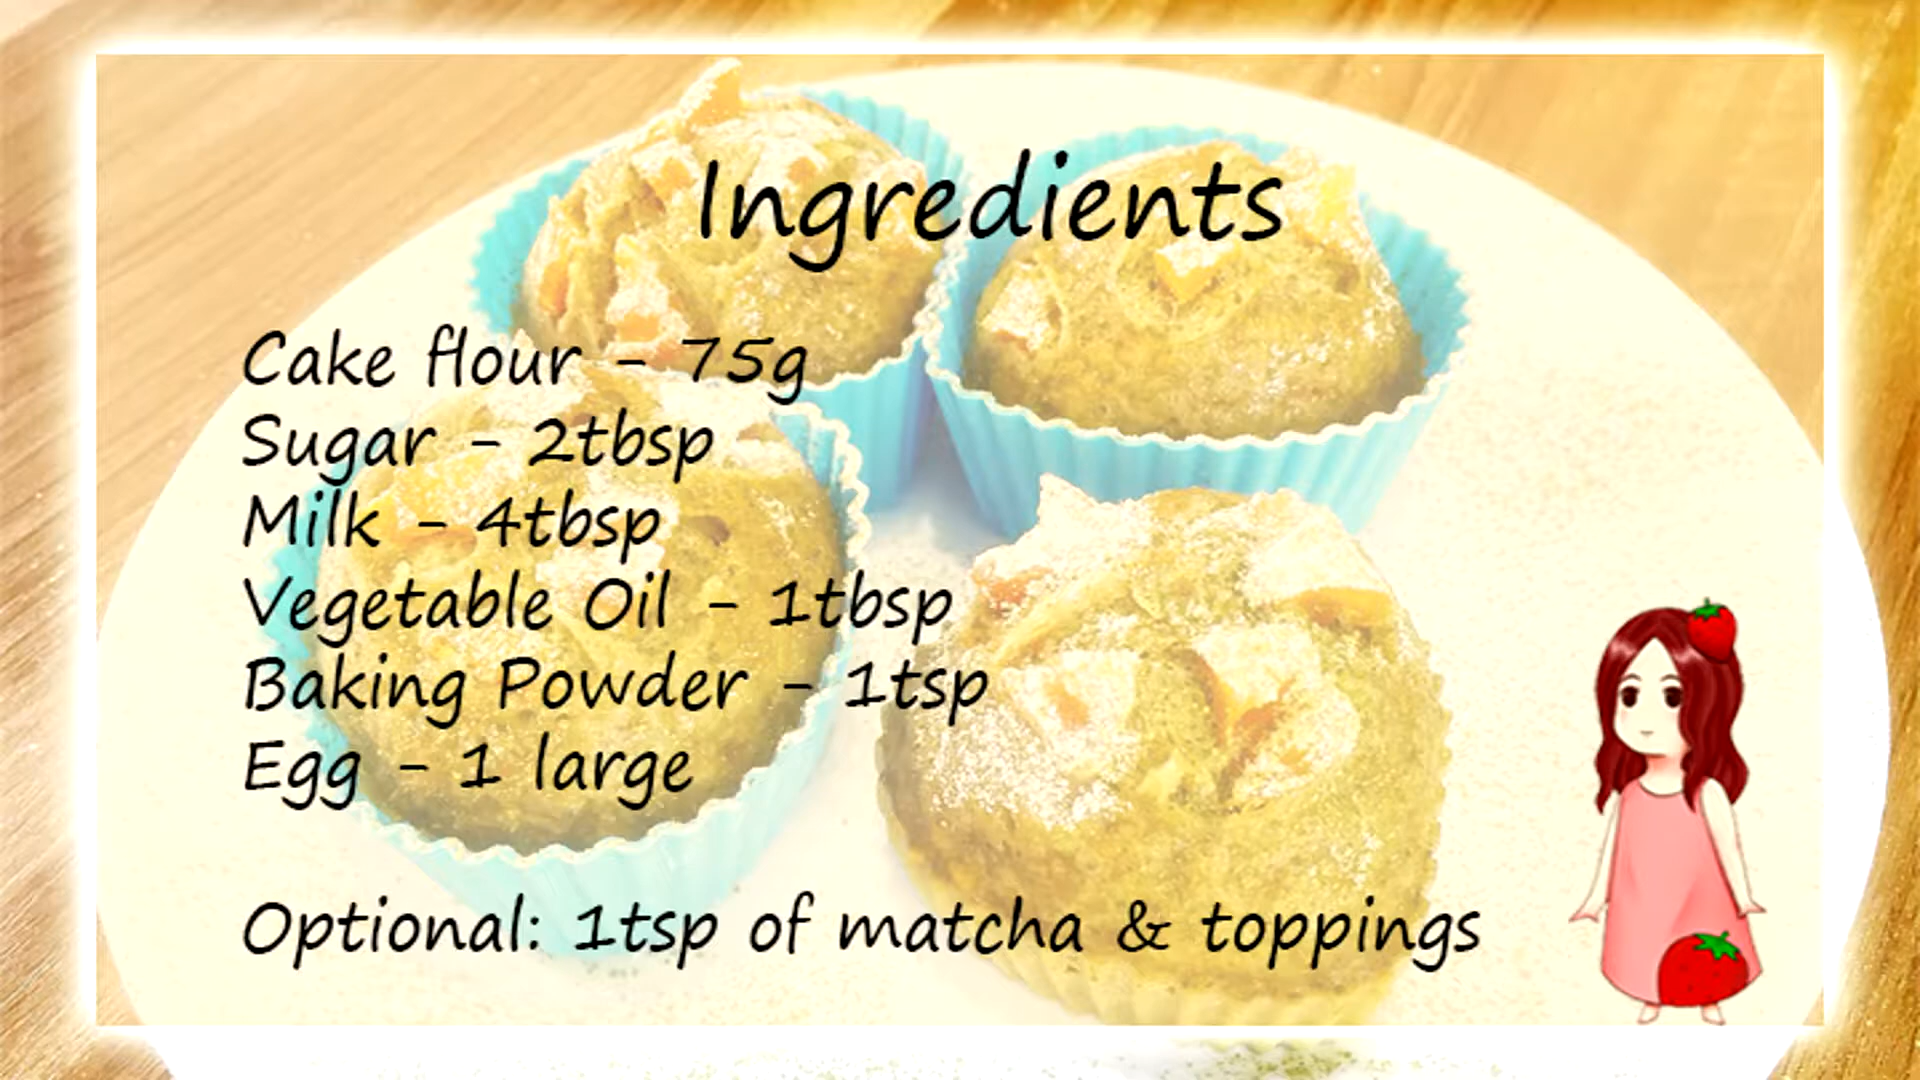 Ingredients
Cake flour - 75g
Sugar - 2tbsp
Milk - 4tbsp
Vegetable Oil - 1tbsp
Baking Powder - 1tsp
Egg - 1 large
Optional: 1tsp of matcha & toppings